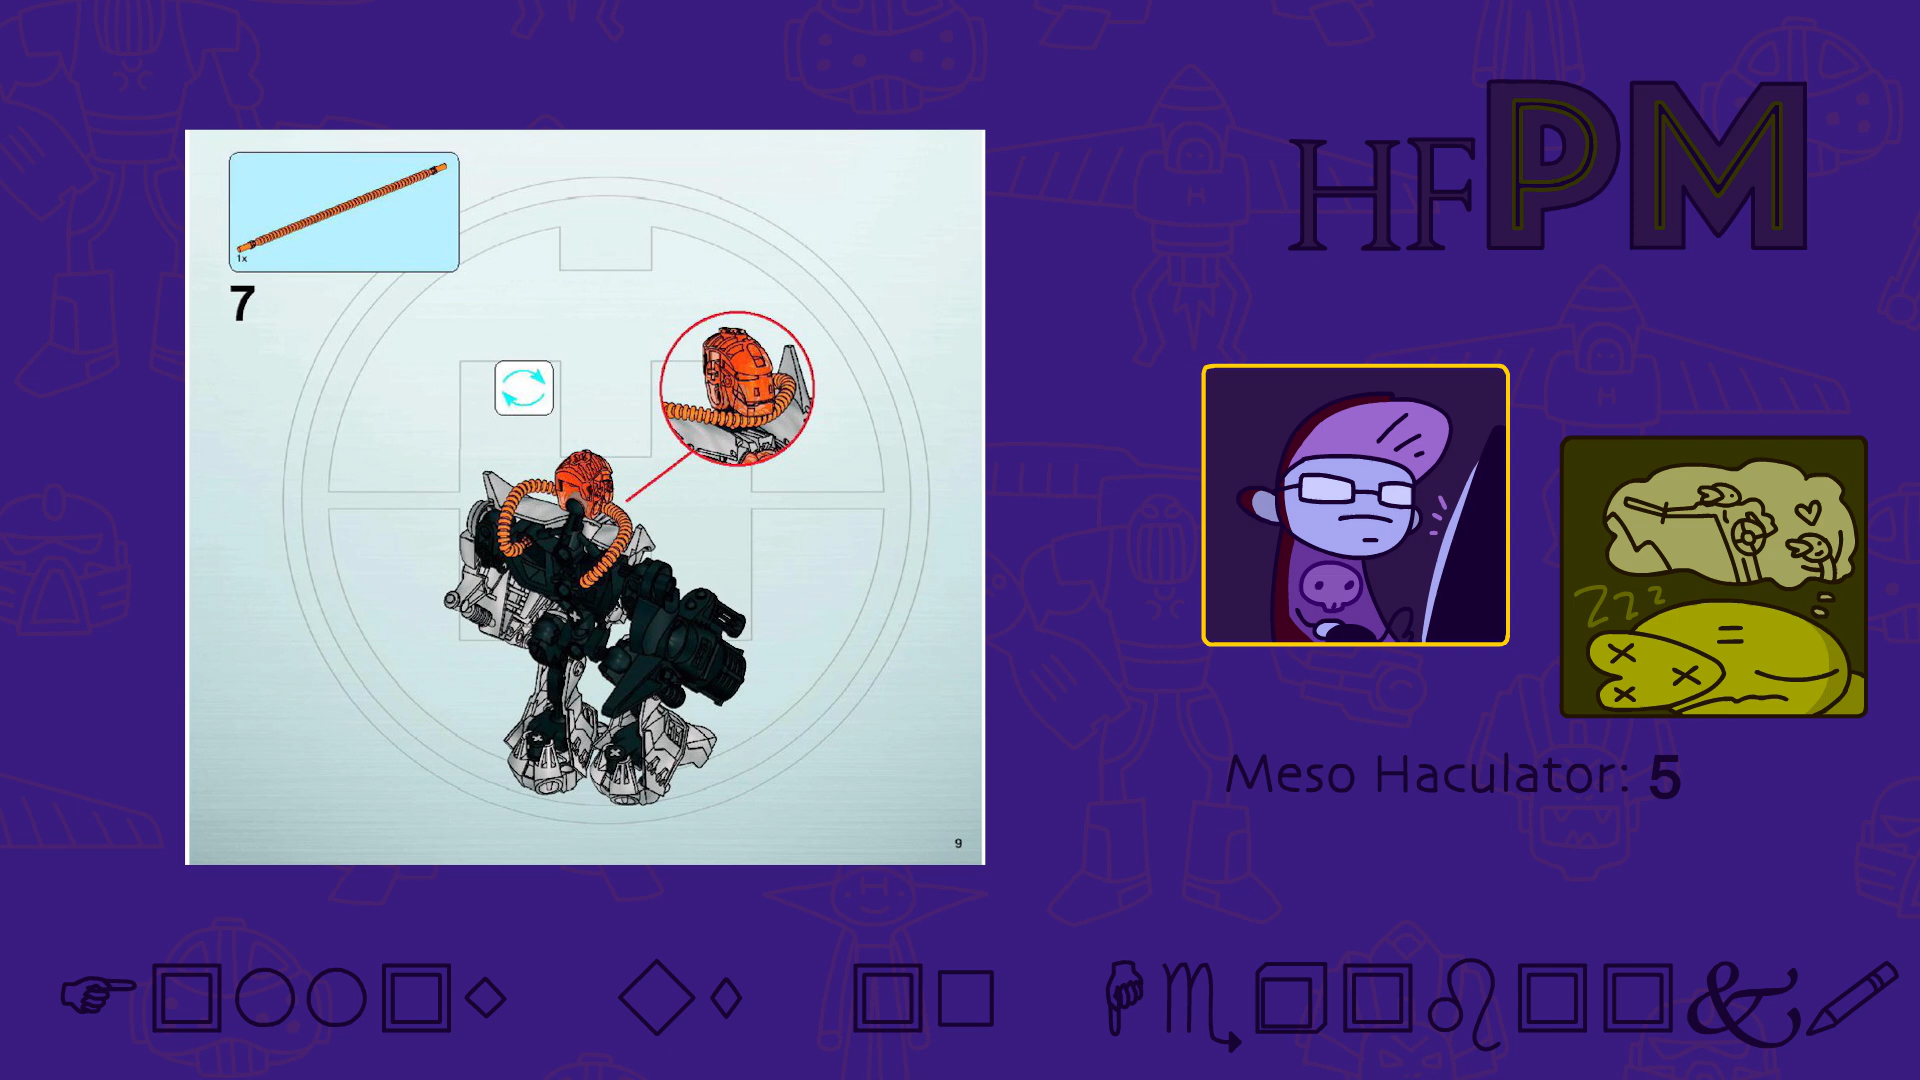 HFPM
1x
7
9
Meso Haculator: 5
☞□●●□⬥ ◆⬧ □■ ☟♏❒□♌□□&✏